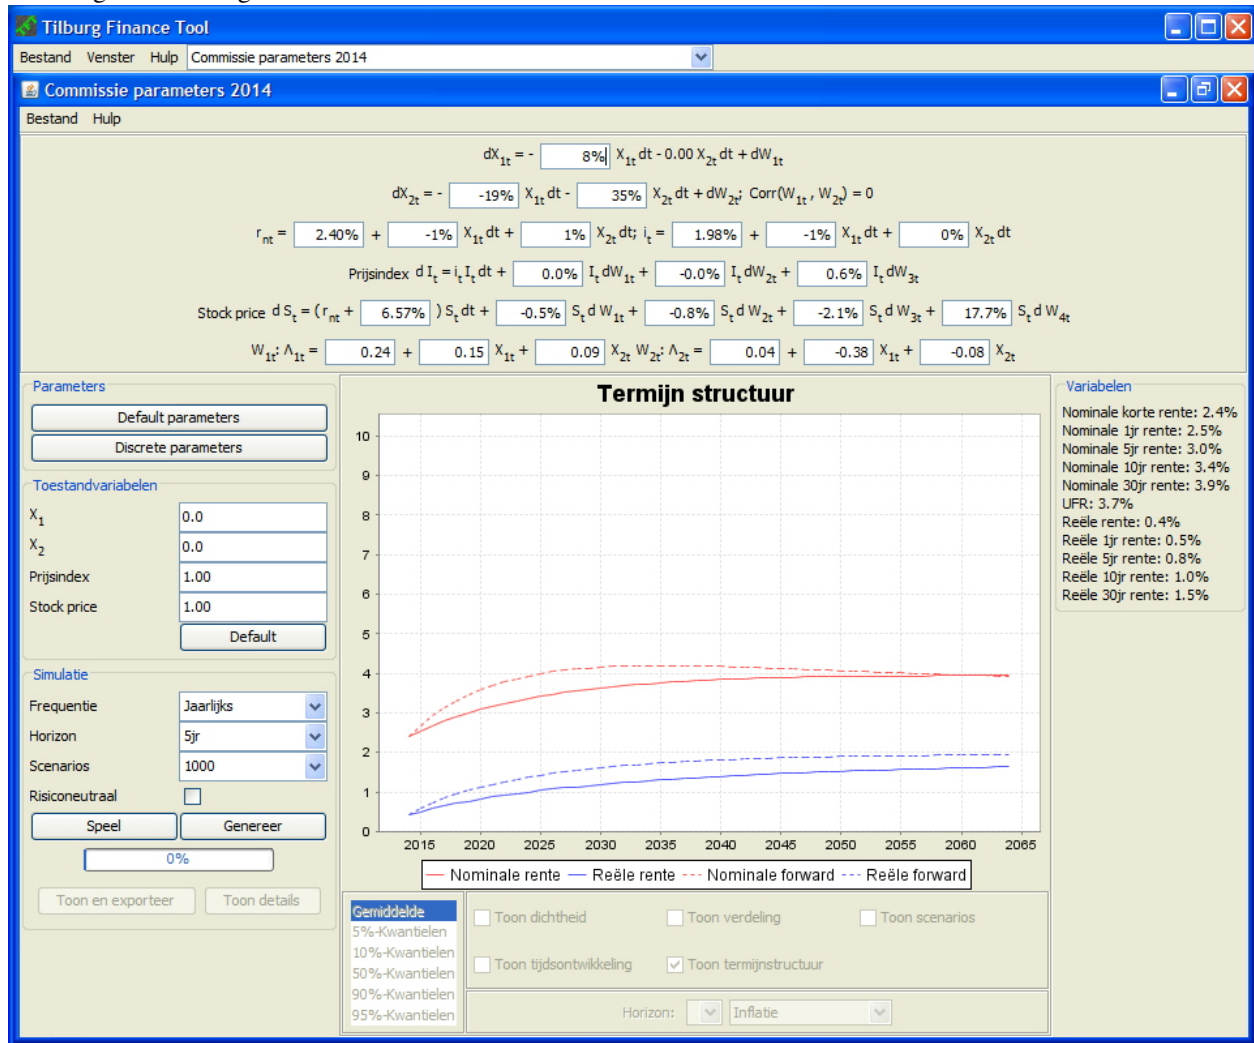 Tilburg Finance Tool
Bestand Venster Hulp Commissie parameters 2014
Commissie parameters 2014
Bestand Hulp
dX1t = - 8% X1t dt - 0.00 X2t dt + dW1t
dX2t = - -19% X1t dt - 35% X2t dt + dW2t; Corr(W1t , W2t) = 0
rnt = 2.40% + -1% X1t dt + 1% X2t dt; it = 1.98% + -1% X1t dt + 0% X2t dt
Prijsindex d It = it It dt + 0.0% It dW1t + -0.0% It dW2t + 0.6% It dW3t
Stock price d St = (rnt + 6.57% ) St dt + -0.5% St d W1t + -0.8% St d W2t + -2.1% St d W3t + 17.7% St d W4t
W1t: Λ1t = 0.24 + 0.15 X1t + 0.09 X2t W2t: Λ2t = 0.04 + -0.38 X1t + -0.08 X2t
Parameters
Default parameters
Discrete parameters
Toestandvariabelen
X1 0.0
X2 0.0
Prijsindex 1.00
Stock price 1.00
Default
Simulatie
Frequentie Jaarlijks
Horizon 5jr
Scenarios 1000
Risiconeutraal
Speel Genereer
0%
Toon en exporteer Toon details
Termijn structuur
10
9
8
7
6
5
4
3
2
1
0
2015 2020 2025 2030 2035 2040 2045 2050 2055 2060 2065
Nominale rente Reële rente Nominale forward Reële forward
Gemiddelde
5%-Kwantielen
10%-Kwantielen
50%-Kwantielen
90%-Kwantielen
95%-Kwantielen
Toon dichtheid Toon verdeling Toon scenarios
Toon tijdsontwikkeling Toon termijnstructuur
Horizon: Inflatie
Variabelen
Nominale korte rente: 2.4%
Nominale 1jr rente: 2.5%
Nominale 5jr rente: 3.0%
Nominale 10jr rente: 3.4%
Nominale 30jr rente: 3.9%
UFR: 3.7%
Reële rente: 0.4%
Reële 1jr rente: 0.5%
Reële 5jr rente: 0.8%
Reële 10jr rente: 1.0%
Reële 30jr rente: 1.5%